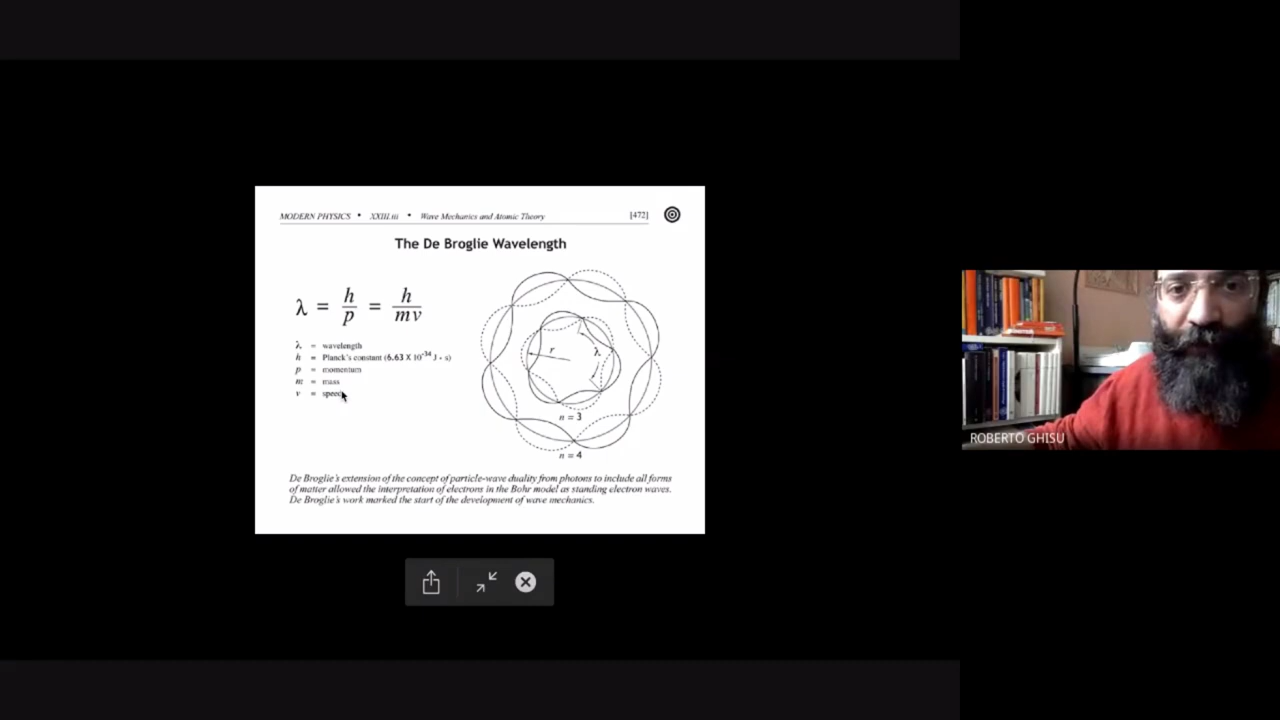 MODERN PHYSICS • XXIII.iii • Wave Mechanics and Atomic Theory [472]
The De Broglie Wavelength
λ = h/p = h/mv
λ = wavelength
h = Planck's constant (6.63 X 10⁻³⁴ J · s)
p = momentum
m = mass
v = speed
r
λ
n = 3
n = 4
De Broglie's extension of the concept of particle-wave duality from photons to include all forms
of matter allowed the interpretation of electrons in the Bohr model as standing electron waves.
De Broglie's work marked the start of the development of wave mechanics.
ROBERTO GHISU